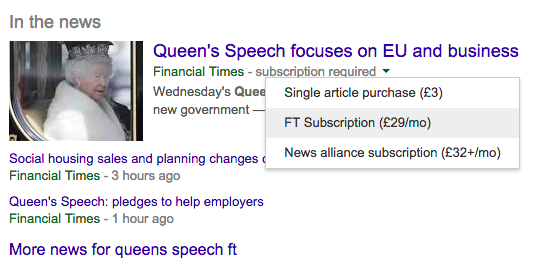 In the news
Queen's Speech focuses on EU and business
Financial Times - subscription required
Wednesday's
new government —
Single article purchase (£3)
FT Subscription (£29/mo)
News alliance subscription (£32+/mo)
Social housing sales and planning changes
Financial Times - 3 hours ago
Queen's Speech: pledges to help employers
Financial Times - 1 hour ago
More news for queens speech ft